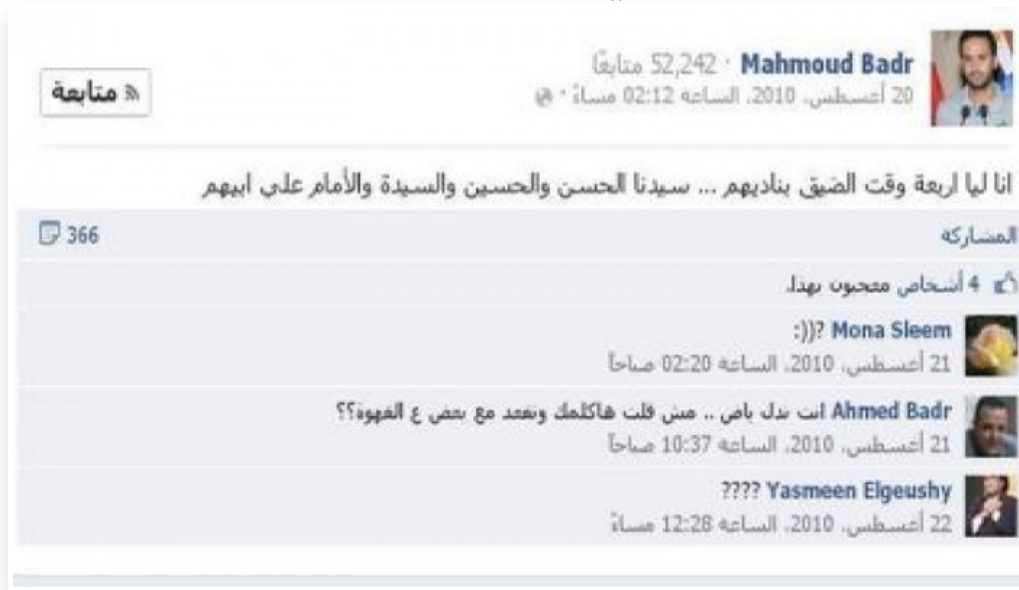 Mahmoud Badr · 52,242 متابعًا
20 أغسطس، 2010، الساعة 02:12 مساءً ·
متابعة
انا ليا اربعة وقت الضيق بناديهم ... سيدنا الحسن والحسين والسيدة والأمام علي ابيهم
المشاركة 366
4 أشخاص معجبون بهذا.
Mona Sleem ?((:
21 أغسطس، 2010، الساعة 02:20 صباحاً
Ahmed Badr انت ندل ياض .. مش قلت هاكلمك ونقعد مع بعض ع القهوة؟؟
21 أغسطس، 2010، الساعة 10:37 صباحاً
Yasmeen Elgeushy ????
22 أغسطس، 2010، الساعة 12:28 مساءً